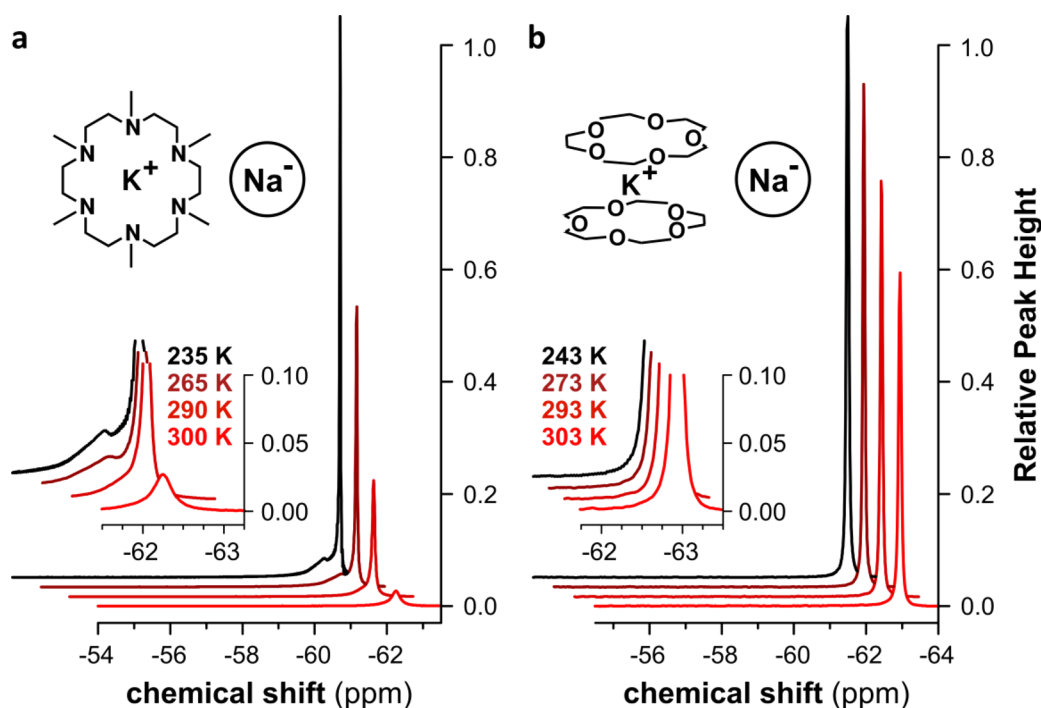 a
N
N
N
N
N
N
K+
Na-
235 K
265 K
290 K
300 K
0.10
0.05
0.00
-62
-63
1.0
0.8
0.6
0.4
0.2
0.0
-54
-56
-58
-60
-62
chemical shift (ppm)
b
O
O
O
O
O
K+
O
O
O
O
O
Na-
243 K
273 K
293 K
303 K
0.10
0.05
0.00
-62
-63
1.0
0.8
0.6
0.4
0.2
0.0
-56
-58
-60
-62
-64
chemical shift (ppm)
Relative Peak Height